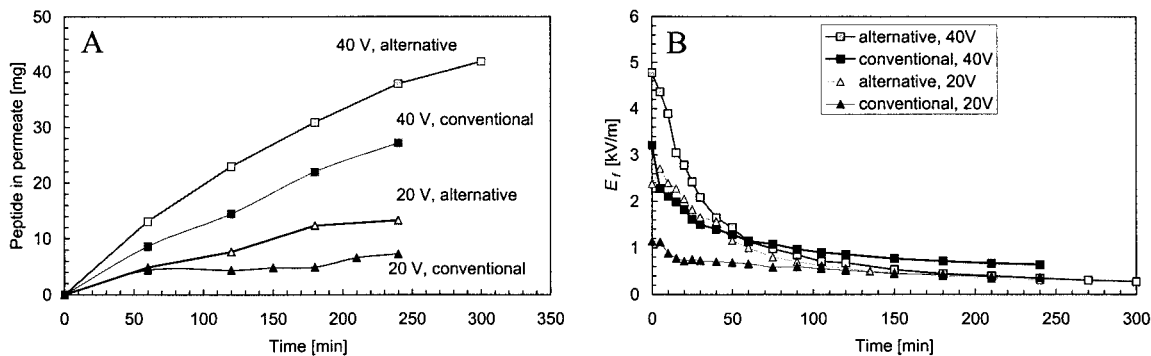 A
Peptide in permeate [mg]
50
40
30
20
10
0
40 V, alternative
40 V, conventional
20 V, alternative
20 V, conventional
0 50 100 150 200 250 300 350
Time [min]
B
E_f [kV/m]
6
5
4
3
2
1
0
alternative, 40V
conventional, 40V
alternative, 20V
conventional, 20V
0 50 100 150 200 250 300
Time [min]